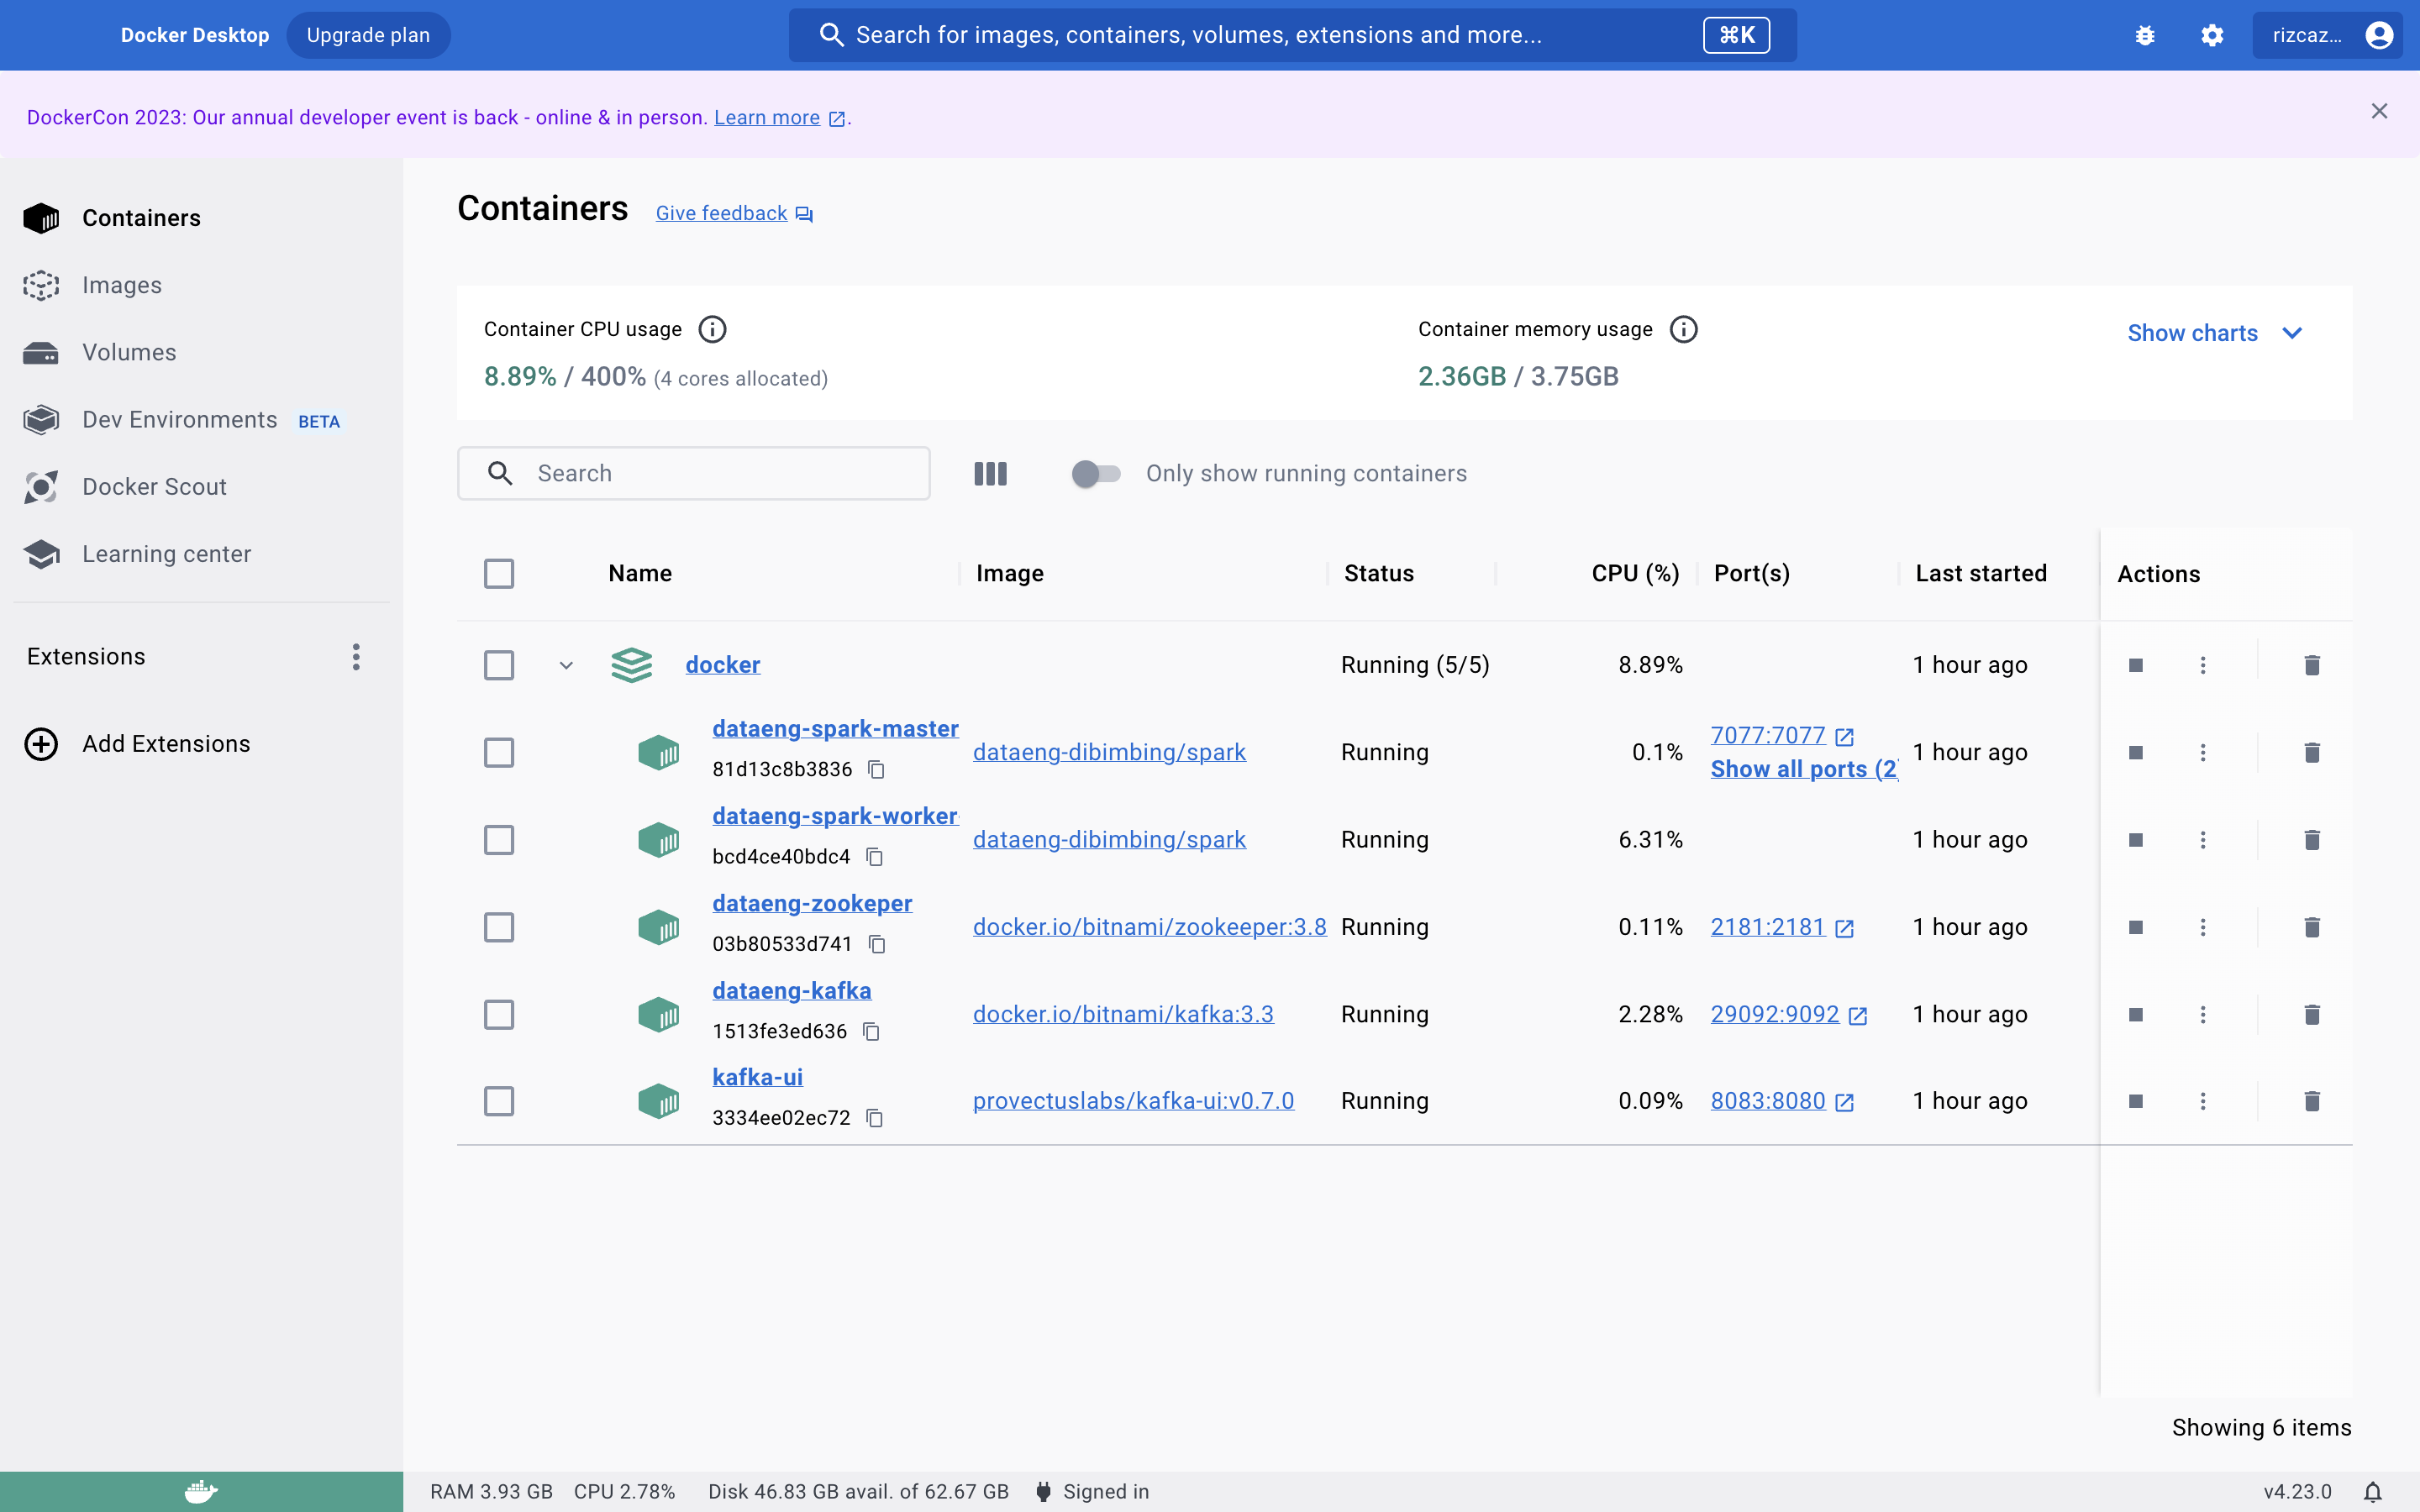 Docker Desktop
Upgrade plan
Search for images, containers, volumes, extensions and more...
⌘K
rizcaz...
DockerCon 2023: Our annual developer event is back - online & in person. Learn more .
Containers
Images
Volumes
Dev Environments BETA
Docker Scout
Learning center
Extensions
Add Extensions
Containers
Give feedback
Container CPU usage
8.89% / 400% (4 cores allocated)
Container memory usage
2.36GB / 3.75GB
Show charts
Search
Only show running containers
Name Image Status CPU (%) Port(s) Last started Actions
docker Running (5/5) 8.89% 1 hour ago
dataeng-spark-master
81d13c8b3836
dataeng-dibimbing/spark Running 0.1%
7077:7077
Show all ports (2)
1 hour ago
dataeng-spark-worker-
bcd4ce40bdc4
dataeng-dibimbing/spark Running 6.31% 1 hour ago
dataeng-zookeper
03b80533d741
docker.io/bitnami/zookeeper:3.8 Running 0.11% 2181:2181 1 hour ago
dataeng-kafka
1513fe3ed636
docker.io/bitnami/kafka:3.3 Running 2.28% 29092:9092 1 hour ago
kafka-ui
3334ee02ec72
provectuslabs/kafka-ui:v0.7.0 Running 0.09% 8083:8080 1 hour ago
Showing 6 items
RAM 3.93 GB CPU 2.78% Disk 46.83 GB avail. of 62.67 GB Signed in
v4.23.0